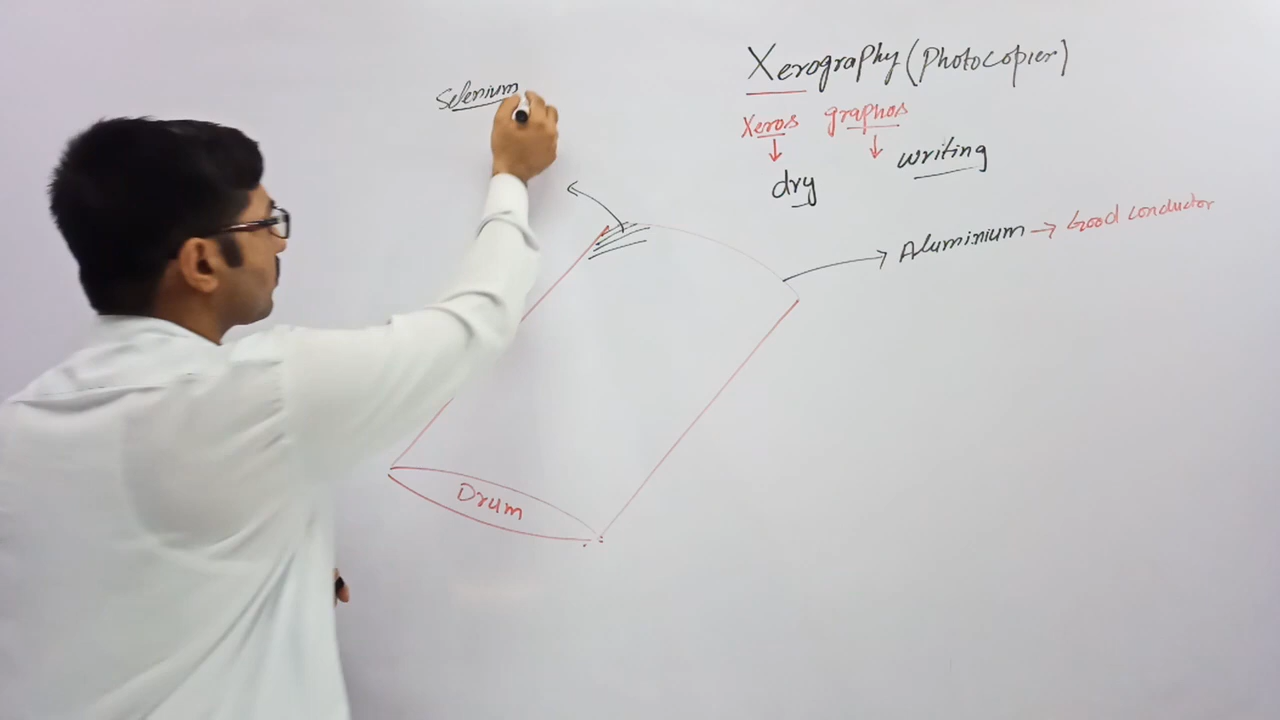 Xerography (Photocopier)
Selenium
Xeros graphos
writing
dry
Aluminium → Good conductor
Drum